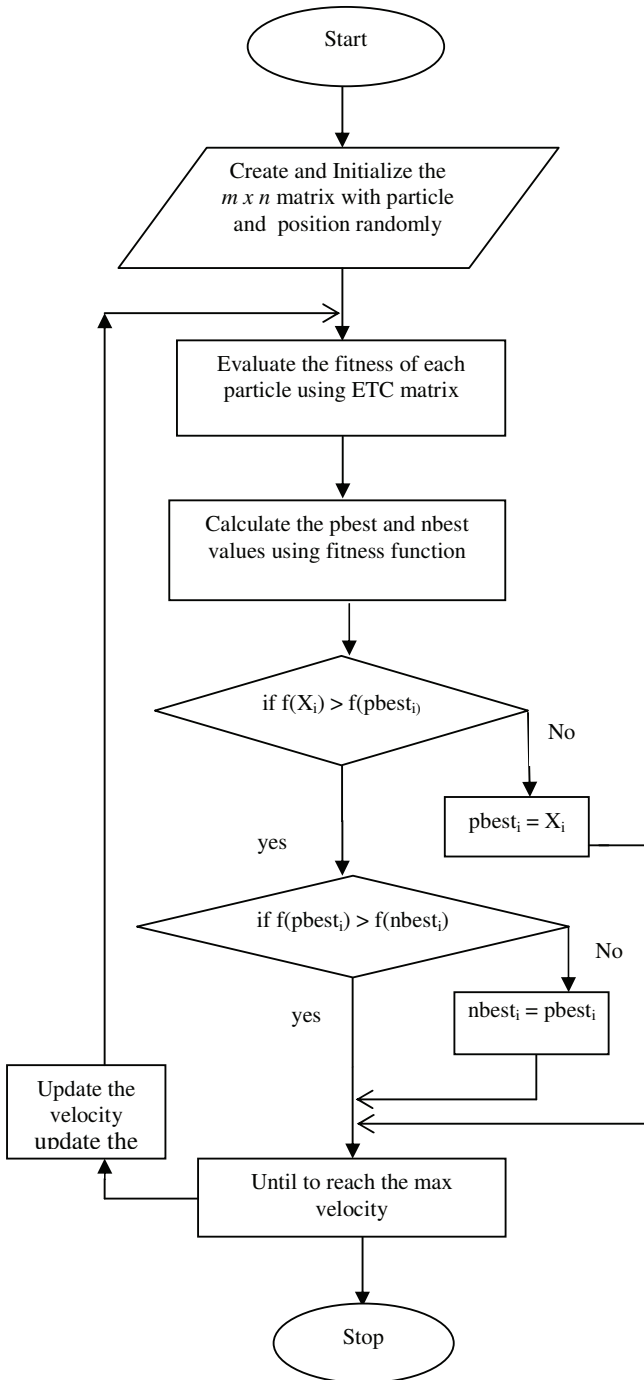 Start
Create and Initialize the
m x n matrix with particle
and position randomly
Evaluate the fitness of each
particle using ETC matrix
Calculate the pbest and nbest
values using fitness function
if f(Xᵢ) > f(pbestᵢ₎
No
pbestᵢ = Xᵢ
yes
if f(pbestᵢ) > f(nbestᵢ)
No
nbestᵢ = pbestᵢ
yes
Update the
velocity
update the
Until to reach the max
velocity
Stop